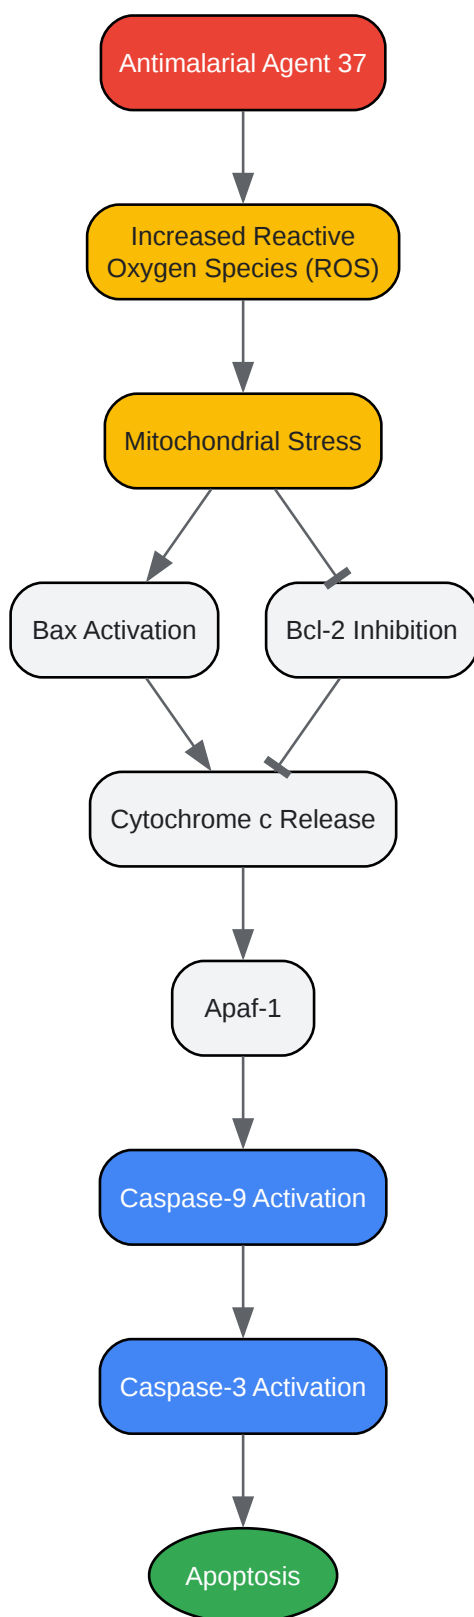 Antimalarial Agent 37
Increased Reactive
Oxygen Species (ROS)
Mitochondrial Stress
Bax Activation
Bcl-2 Inhibition
Cytochrome c Release
Apaf-1
Caspase-9 Activation
Caspase-3 Activation
Apoptosis